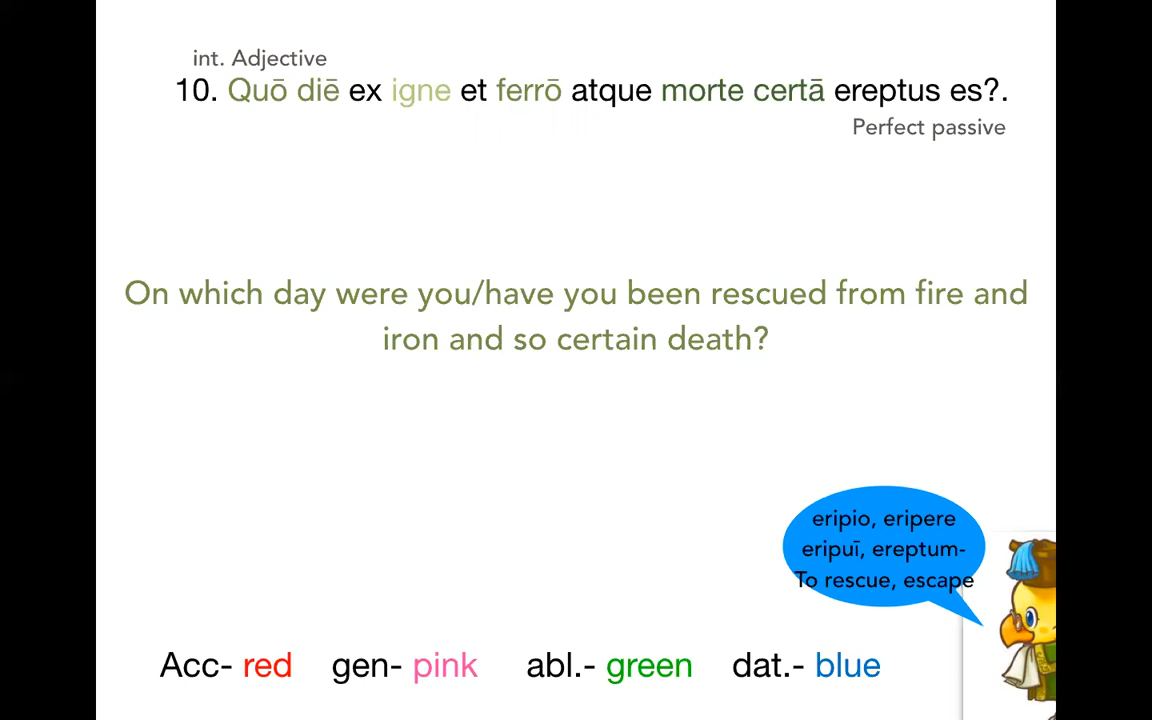 int. Adjective
10. Quō diē ex igne et ferrō atque morte certā ereptus es?.
Perfect passive
On which day were you/have you been rescued from fire and
iron and so certain death?
eripio, eripere
eripuī, ereptum-
To rescue, escape
Acc- red gen- pink abl.- green dat.- blue